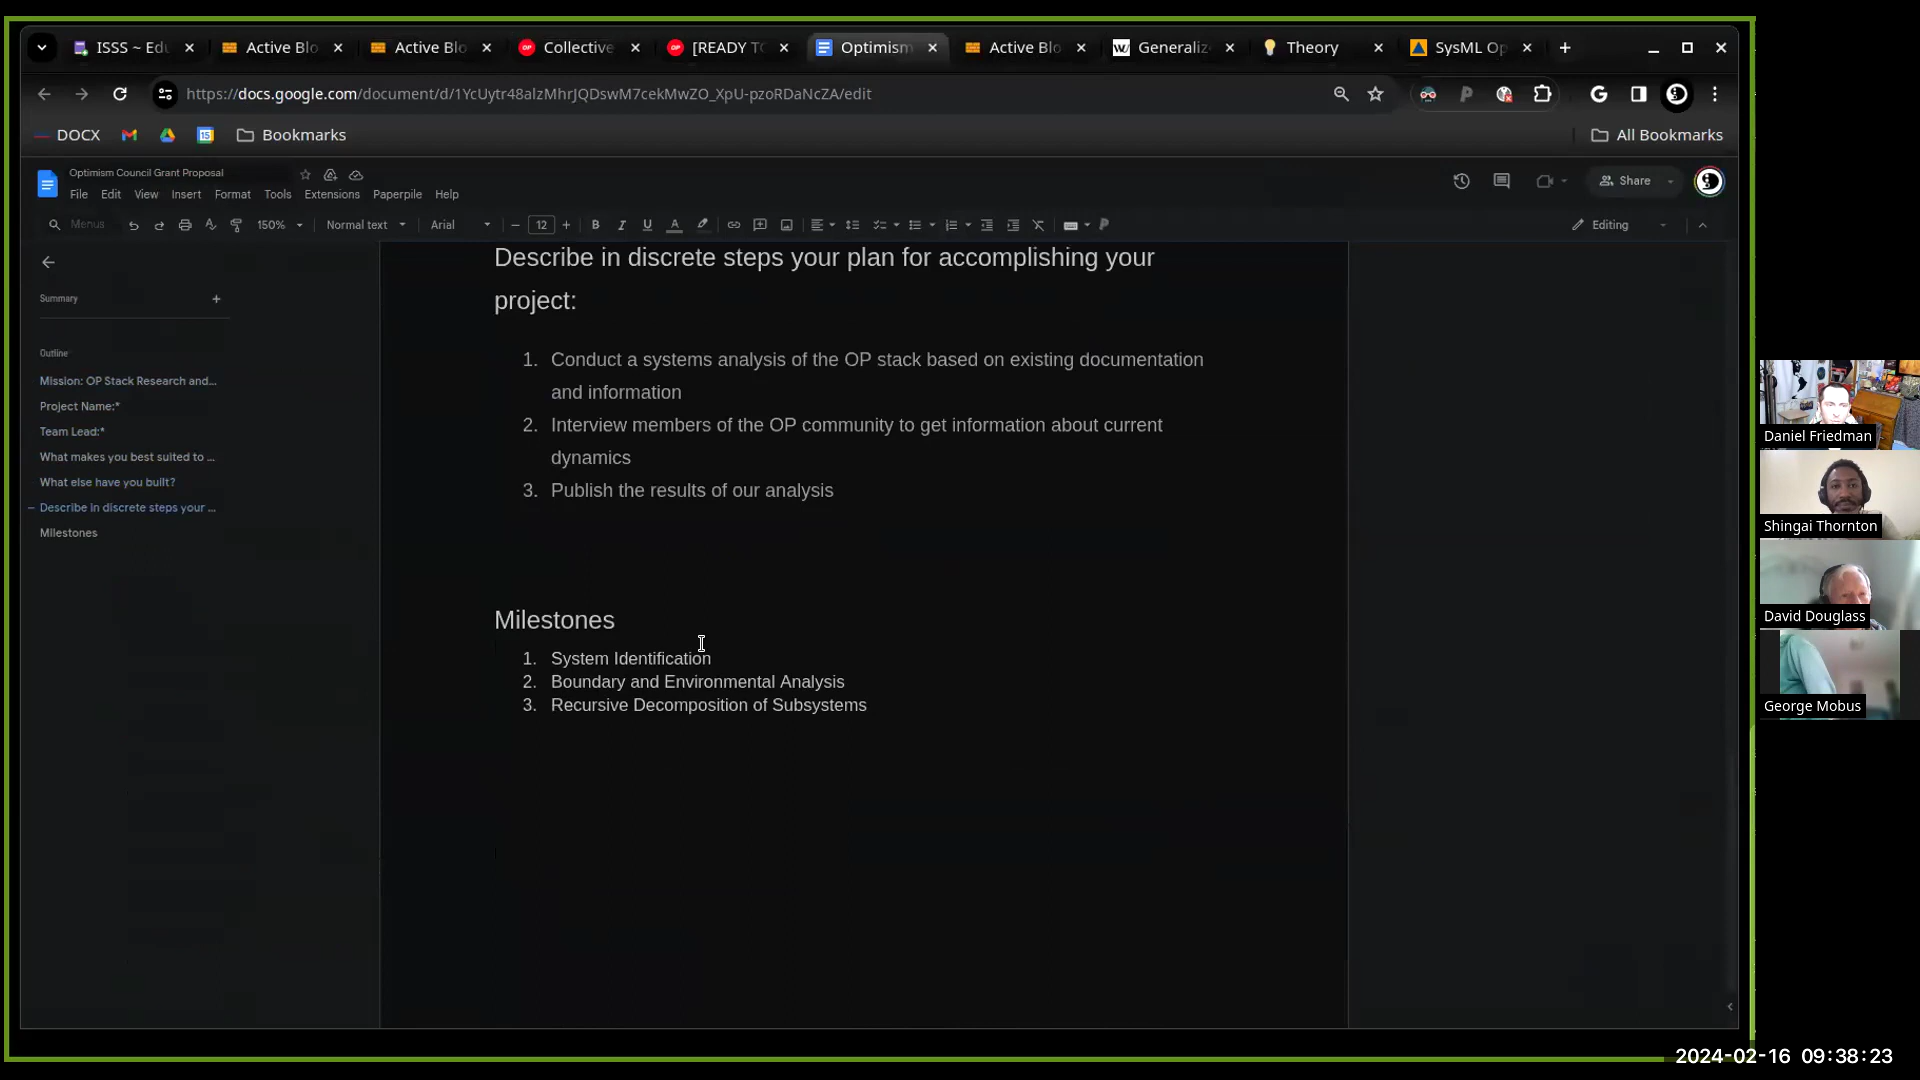 ISSS ~ Edu
Active Blo
Active Blo
Collective
[READY TO
Optimism
Active Blo
Generaliz
Theory
SysML Op
https://docs.google.com/document/d/1YcUytr48alzMhrJQDswM7cekMwZO_XpU-pzoRDaNcZA/edit
DOCX
Bookmarks
All Bookmarks
Optimism Council Grant Proposal
File Edit View Insert Format Tools Extensions Paperpile Help
Share
Menus
150%
Normal text
Arial
12
Editing
Summary
Outline
Mission: OP Stack Research and...
Project Name:*
Team Lead:*
What makes you best suited to ...
What else have you built?
Describe in discrete steps your ...
Milestones
Describe in discrete steps your plan for accomplishing your
project:
1. Conduct a systems analysis of the OP stack based on existing documentation
and information
2. Interview members of the OP community to get information about current
dynamics
3. Publish the results of our analysis
Milestones
1. System Identification
2. Boundary and Environmental Analysis
3. Recursive Decomposition of Subsystems
Daniel Friedman
Shingai Thornton
David Douglass
George Mobus
2024-02-16 09:38:23